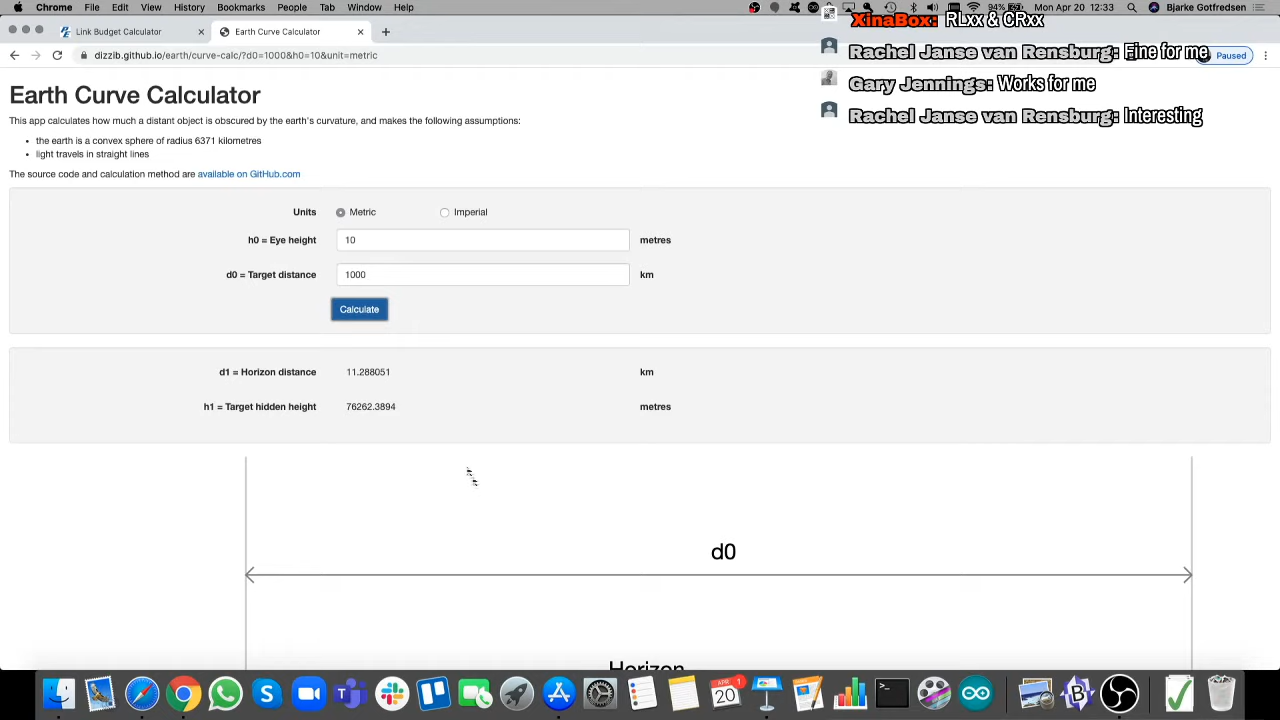 Chrome File Edit View History Bookmarks People Tab Window Help 94% Mon Apr 20 12:33 Bjarke Gotfredsen
XinaBox: RLxx & CRxx
Link Budget Calculator
Earth Curve Calculator
Rachel Janse van Rensburg: Fine for me
dizzib.github.io/earth/curve-calc/?d0=1000&h0=10&unit=metric
Paused
Gary Jennings: Works for me
Rachel Janse van Rensburg: Interesting
Earth Curve Calculator
This app calculates how much a distant object is obscured by the earth's curvature, and makes the following assumptions:
the earth is a convex sphere of radius 6371 kilometres
light travels in straight lines
The source code and calculation method are available on GitHub.com
Units Metric Imperial
h0 = Eye height 10 metres
d0 = Target distance 1000 km
Calculate
d1 = Horizon distance 11.288051 km
h1 = Target hidden height 76262.3894 metres
d0
Horizon
APR 1
20